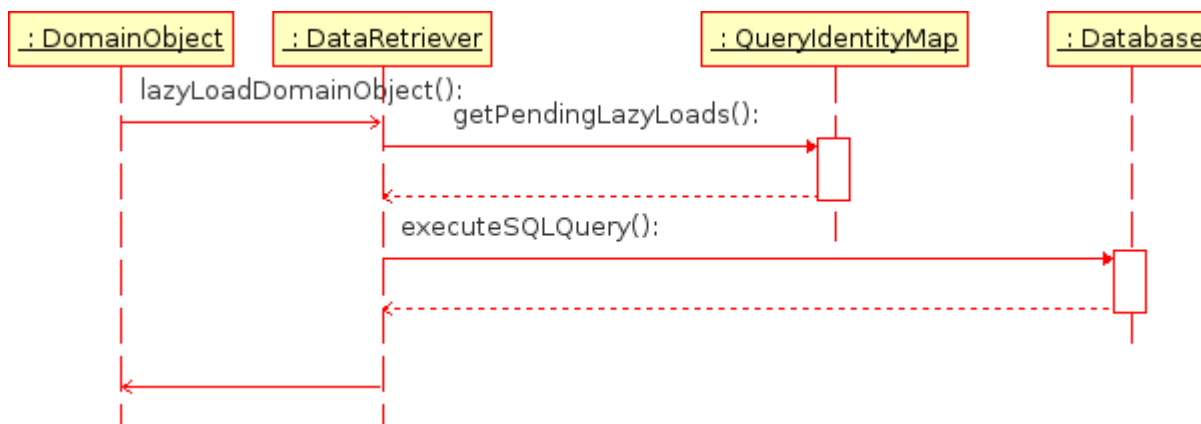 : DomainObject
: DataRetriever
: QueryIdentityMap
: Database
lazyLoadDomainObject():
getPendingLazyLoads():
executeSQLQuery():